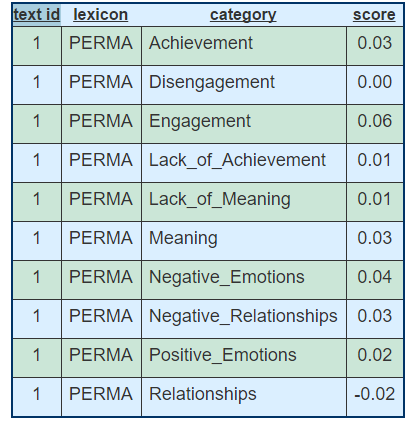 text id lexicon category score
1 PERMA Achievement 0.03
1 PERMA Disengagement 0.00
1 PERMA Engagement 0.06
1 PERMA Lack_of_Achievement 0.01
1 PERMA Lack_of_Meaning 0.01
1 PERMA Meaning 0.03
1 PERMA Negative_Emotions 0.04
1 PERMA Negative_Relationships 0.03
1 PERMA Positive_Emotions 0.02
1 PERMA Relationships -0.02